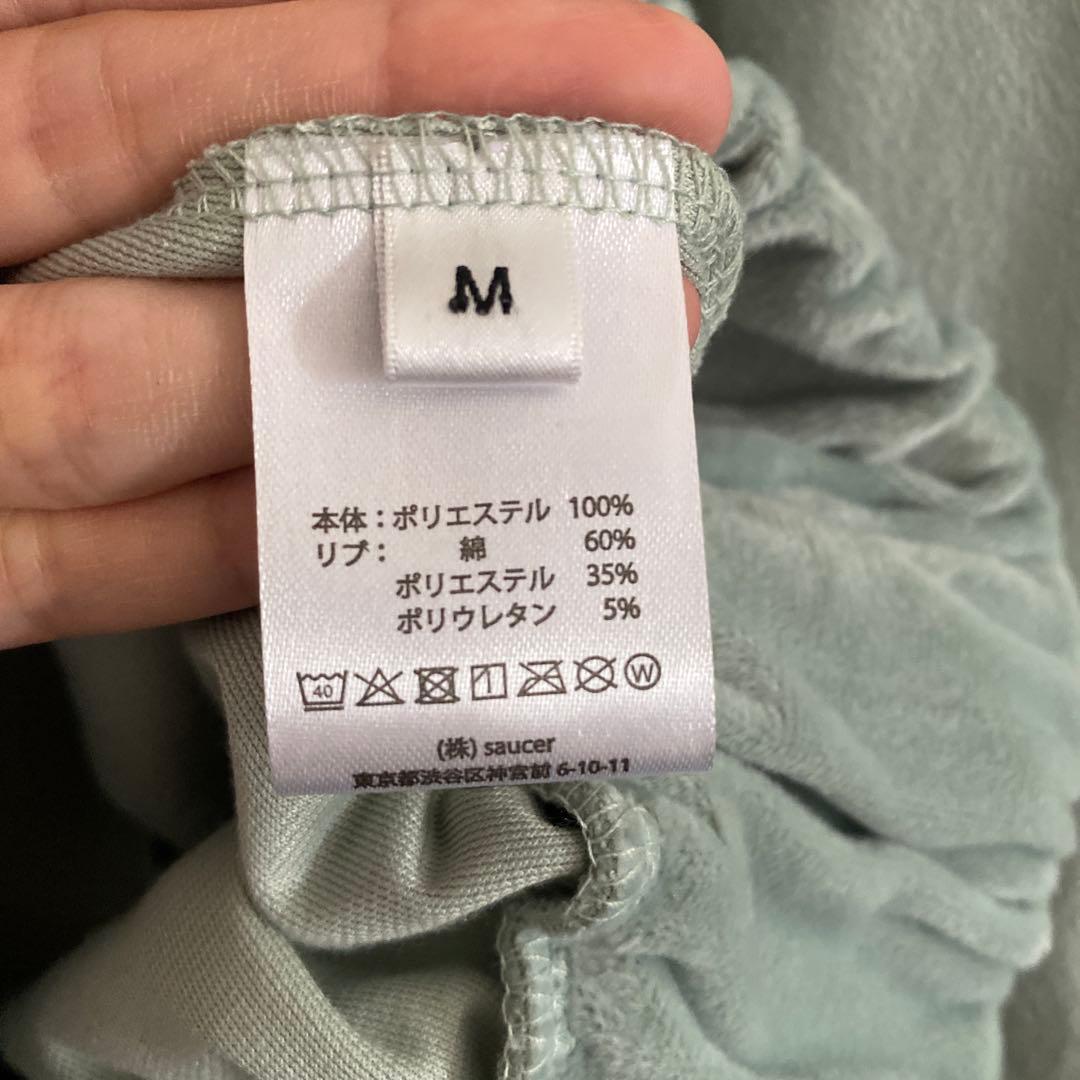 M
本体：ポリエステル 100%
リブ： 綿 60%
ポリエステル 35%
ポリウレタン 5%
40 1 W
(株) saucer
東京都渋谷区神宮前 6-10-11